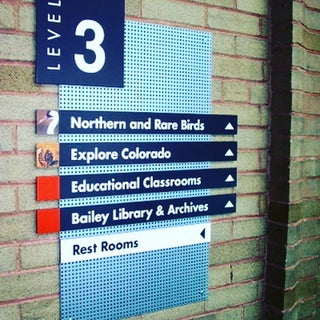 LEVEL
3
Northern and Rare Birds
Explore Colorado
Educational Classrooms
Bailey Library & Archives
Rest Rooms